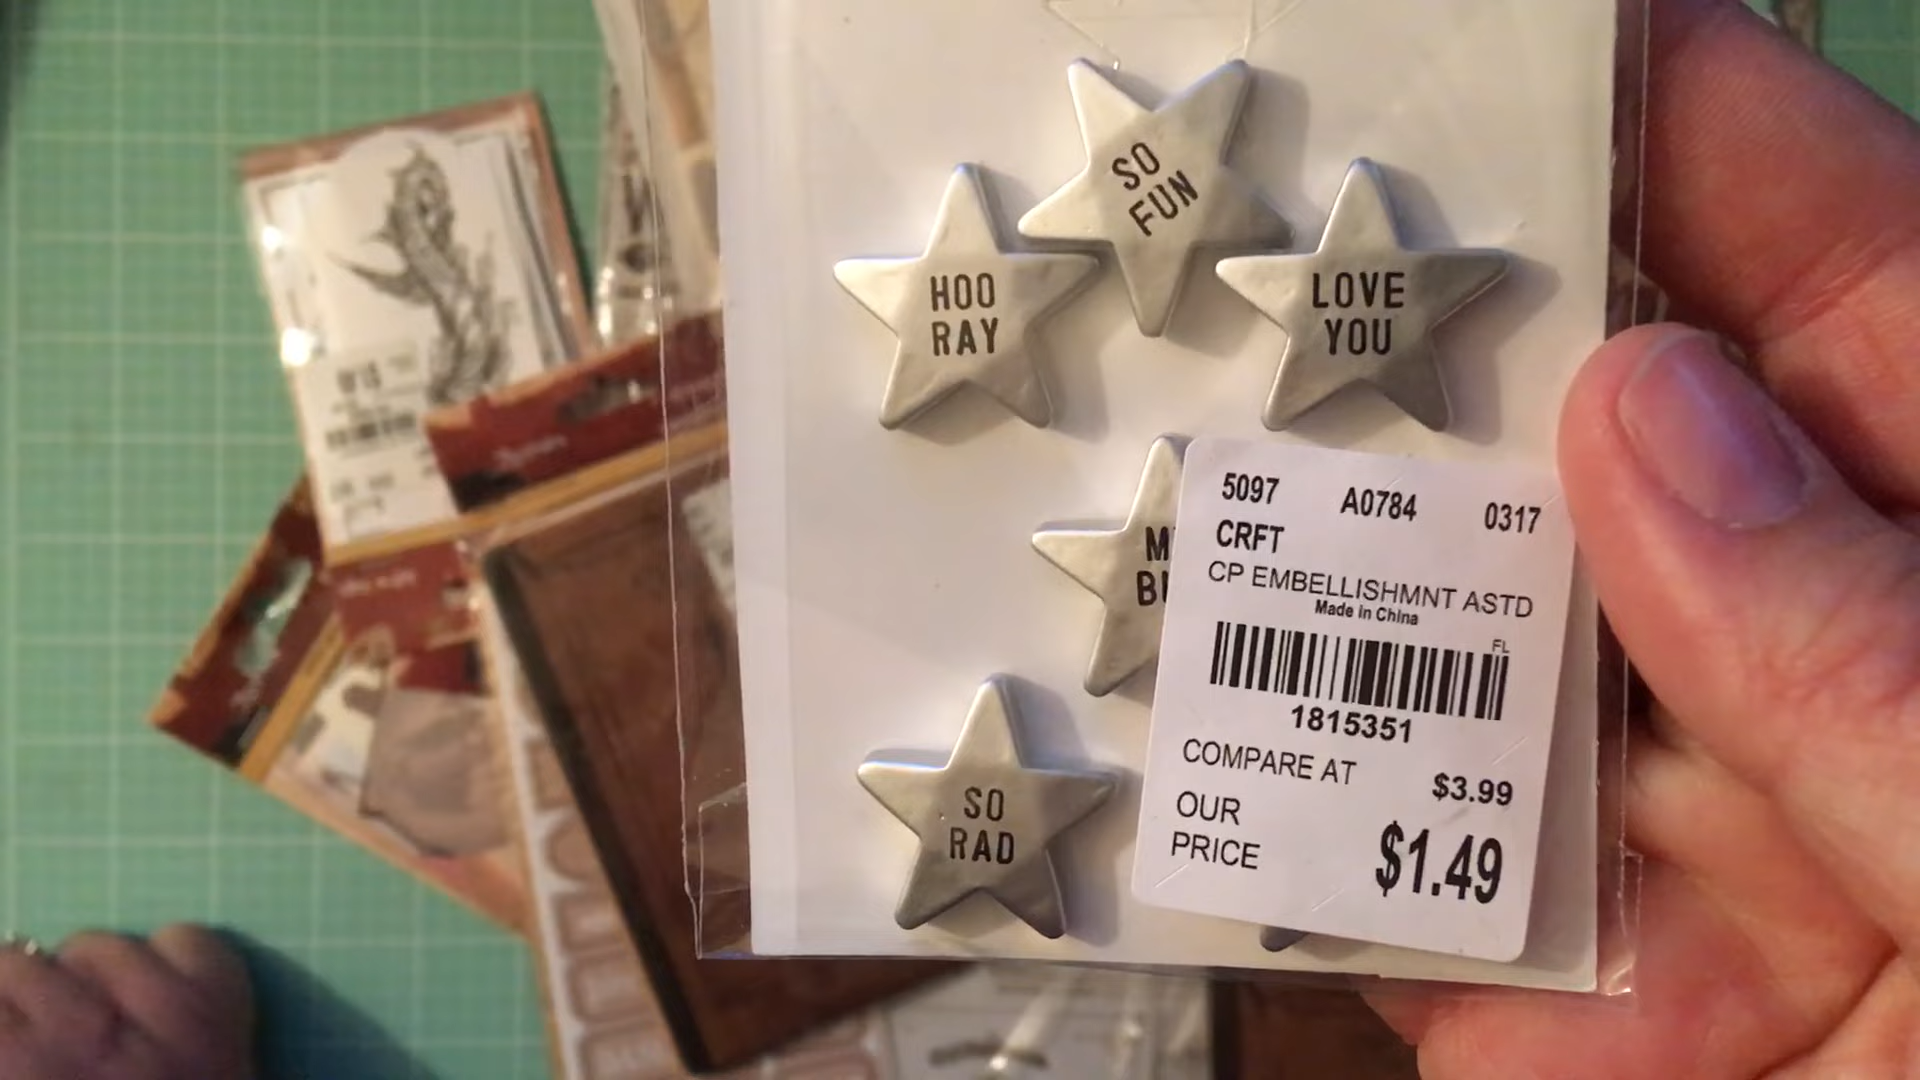 SO
FUN
HOO
RAY
LOVE
YOU
SO
RAD
5097 A0784 0317
CRFT
CP EMBELLISHMNT ASTD
Made in China
FL
1815351
COMPARE AT $3.99
OUR
PRICE
$1.49